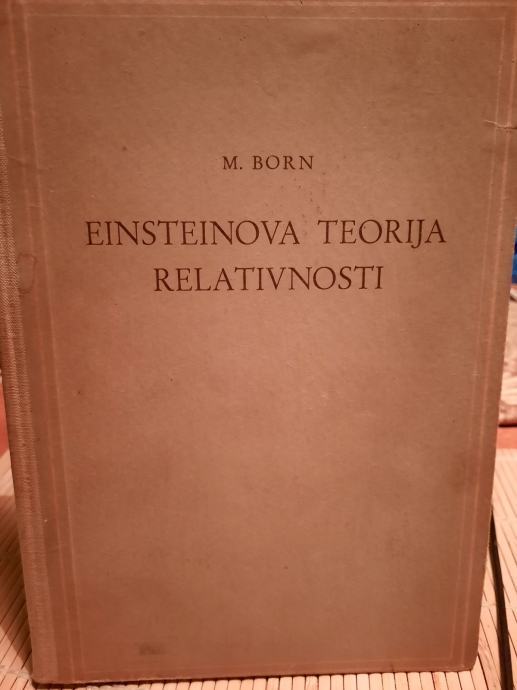 M. BORN
EINSTEINOVA TEORIJA
RELATIVNOSTI